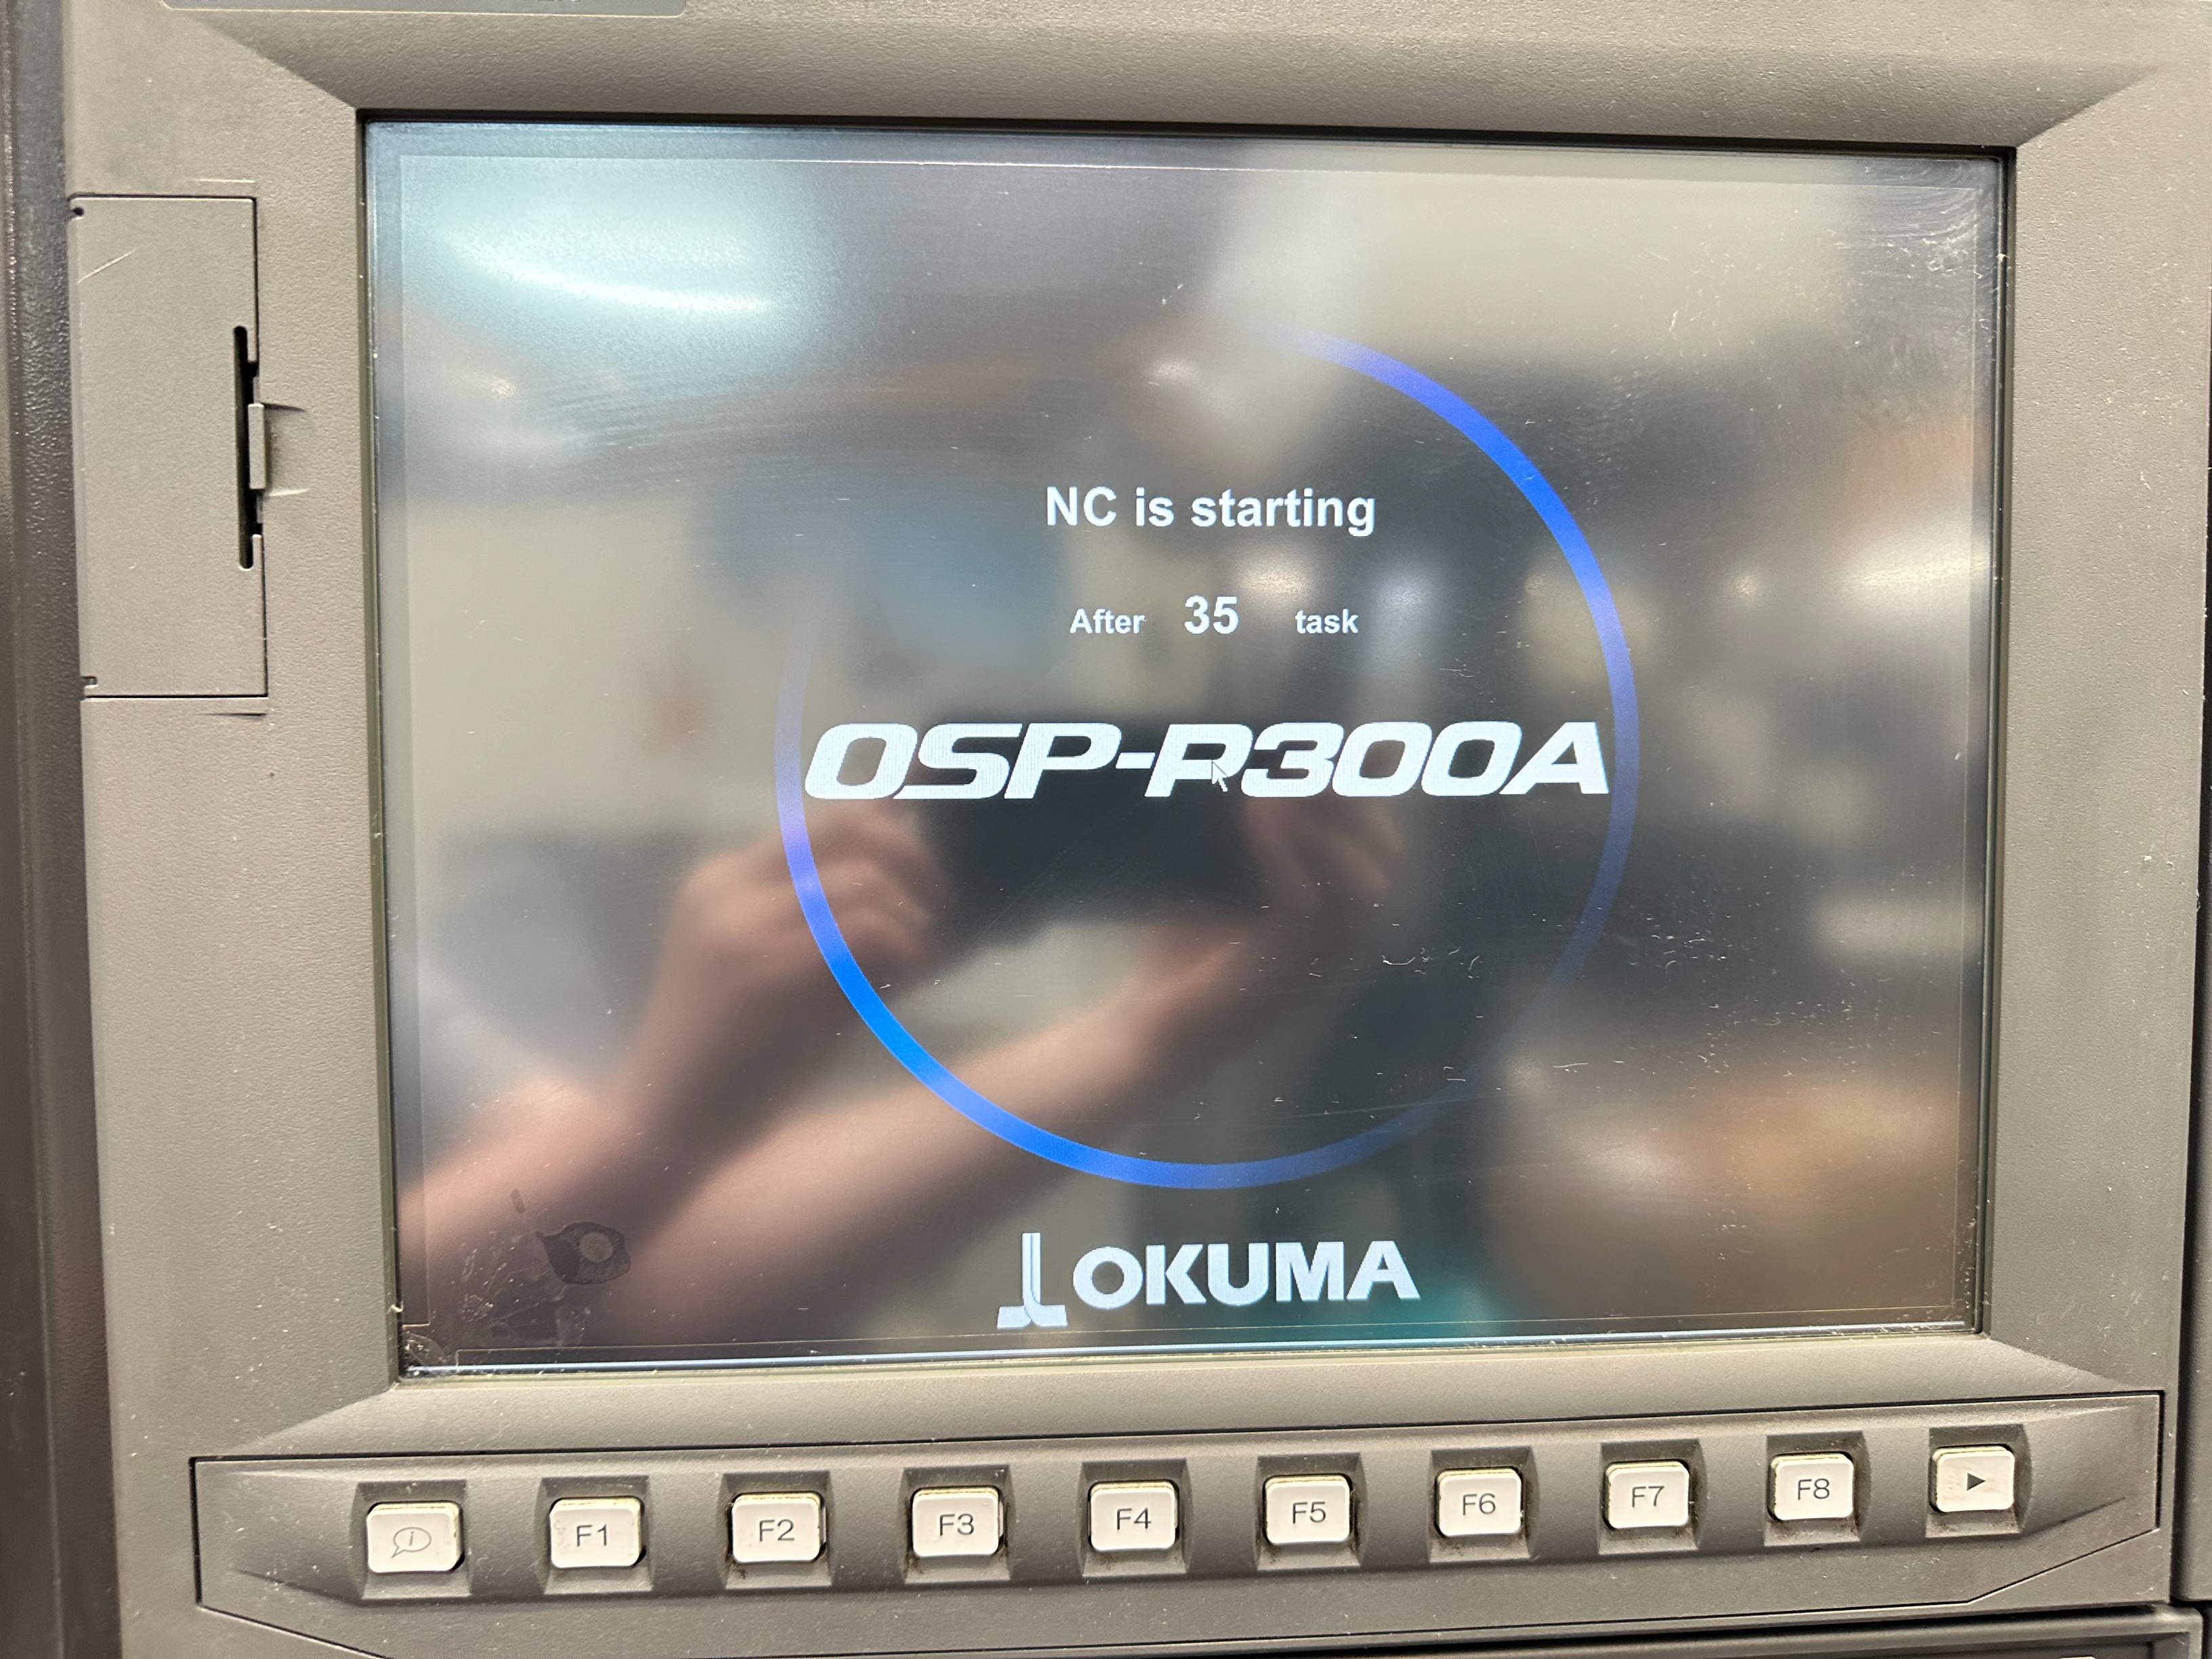 NC is starting
After 35 task
OSP-P300A
OKUMA
i F1 F2 F3 F4 F5 F6 F7 F8